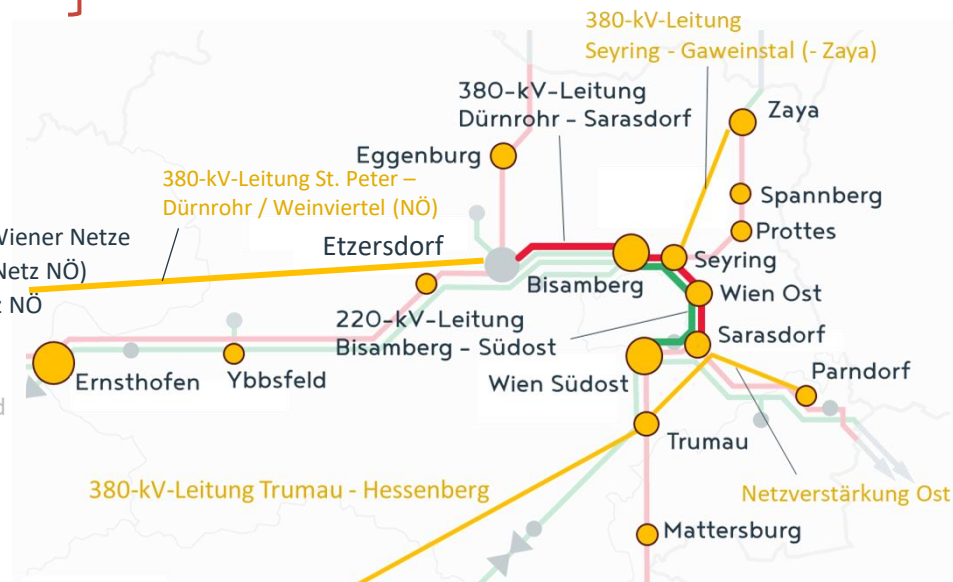 380-kV-Leitung
Seyring - Gaweinstal (- Zaya)
380-kV-Leitung
Dürnrohr – Sarasdorf
Zaya
Eggenburg
380-kV-Leitung St. Peter –
Dürnrohr / Weinviertel (NÖ)
Spannberg
Prottes
Wiener Netze
Netz NÖ)
z NÖ
Etzersdorf
Seyring
Bisamberg
Wien Ost
220-kV-Leitung
Bisamberg – Südost
Sarasdorf
Ernsthofen
Ybbsfeld
Wien Südost
Parndorf
d
Trumau
380-kV-Leitung Trumau - Hessenberg
Netzverstärkung Ost
Mattersburg